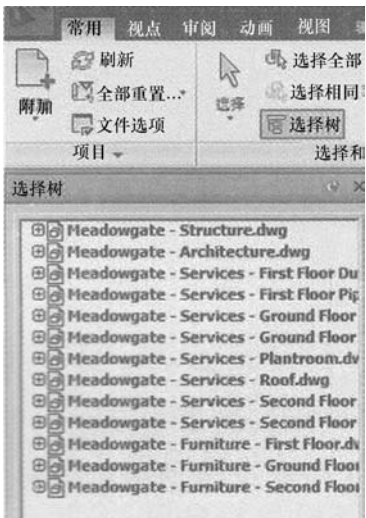 常用 视点 审阅 动画 视图
附加
刷新
全部重置...
文件选项
项目
选择
选择全部
选择相同
选择树
选择和
选择树
Meadowgate - Structure.dwg
Meadowgate - Architecture.dwg
Meadowgate - Services - First Floor Du
Meadowgate - Services - First Floor Pip
Meadowgate - Services - Ground Floor
Meadowgate - Services - Ground Floor
Meadowgate - Services - Plantroom.dw
Meadowgate - Services - Roof.dwg
Meadowgate - Services - Second Floor
Meadowgate - Services - Second Floor
Meadowgate - Furniture - First Floor.dw
Meadowgate - Furniture - Ground Floor
Meadowgate - Furniture - Second Floor